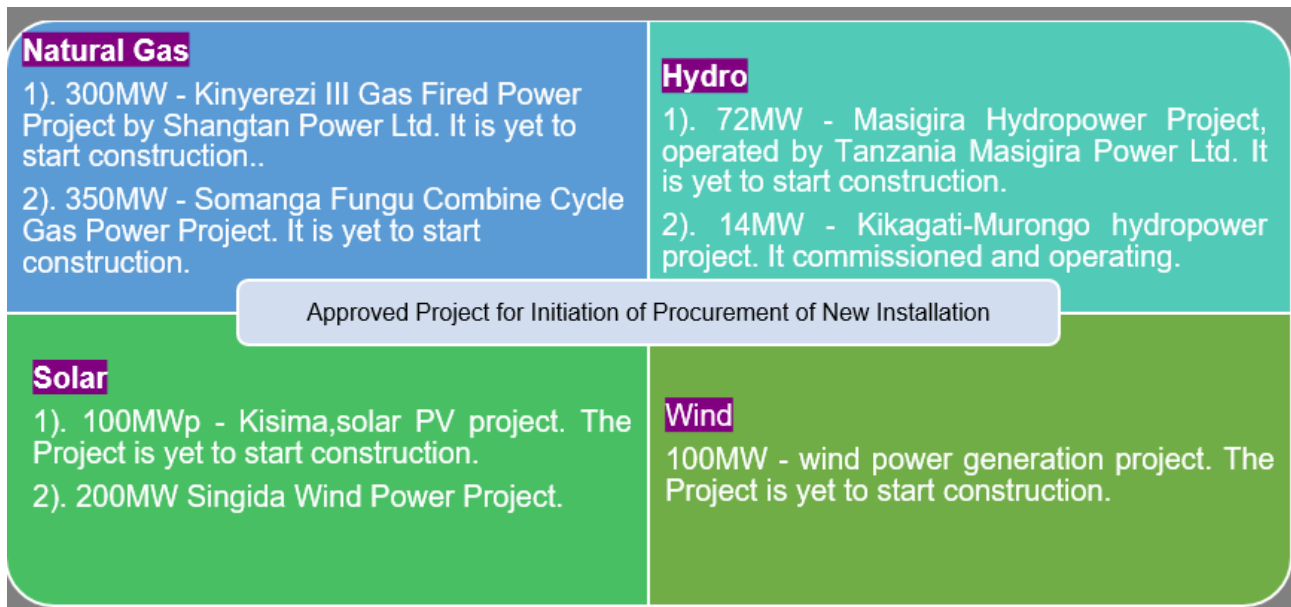 Natural Gas
1). 300MW - Kinyerezi III Gas Fired Power
Project by Shangtan Power Ltd. It is yet to
start construction..
2). 350MW - Somanga Fungu Combine Cycle
Gas Power Project. It is yet to start
construction.
Hydro
1). 72MW - Masigira Hydropower Project,
operated by Tanzania Masigira Power Ltd. It
is yet to start construction.
2). 14MW - Kikagati-Murongo hydropower
project. It commissioned and operating.
Approved Project for Initiation of Procurement of New Installation
Solar
1). 100MWp - Kisima,solar PV project. The
Project is yet to start construction.
2). 200MW Singida Wind Power Project.
Wind
100MW - wind power generation project. The
Project is yet to start construction.